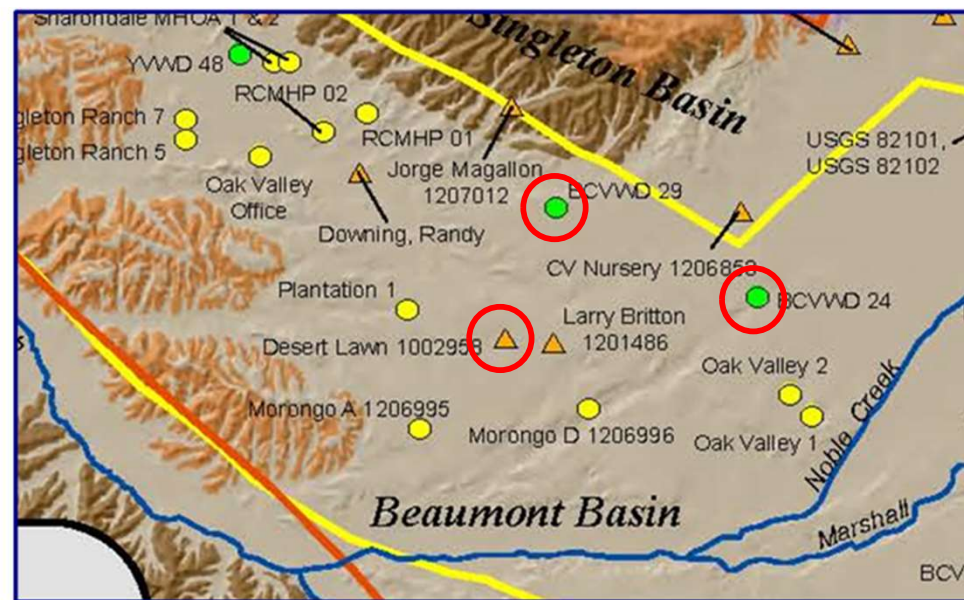 Sharondale MHOA 1 & 2
Singleton Basin
YVWD 48
RCMHP 02
gleton Ranch 7
RCMHP 01
USGS 82101,
USGS 82102
gleton Ranch 5
Jorge Magallon
1207012
Oak Valley
Office
BCVWD 29
Downing, Randy
CV Nursery 1206853
Plantation 1
BCVWD 24
Larry Britton
1201486
Desert Lawn 1002958
Oak Valley 2
Morongo A 1206995
Morongo D 1206996
Oak Valley 1
Noble Creek
Beaumont Basin
Marshall
BCV